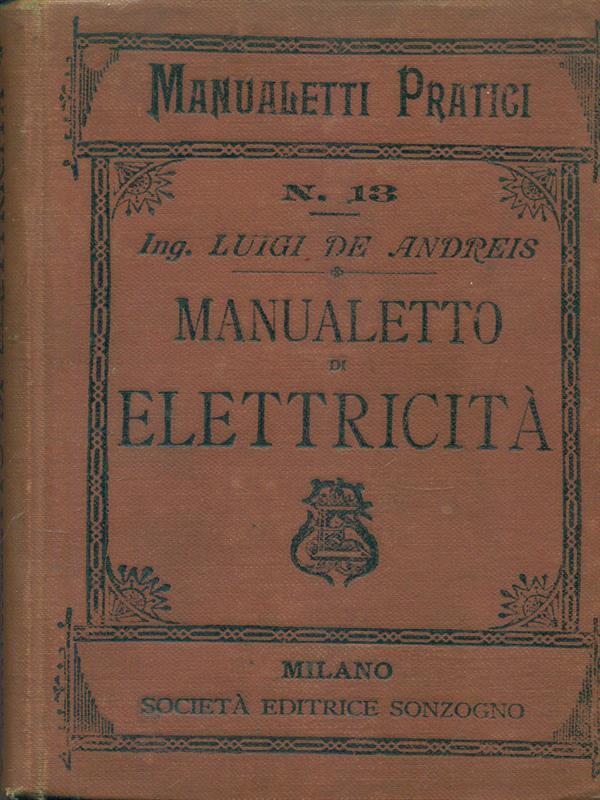 MANUALETTI PRATICI
N. 13
Ing. LUIGI DE ANDREIS
MANUALETTO
DI
ELETTRICITÀ
MILANO
SOCIETÀ EDITRICE SONZOGNO